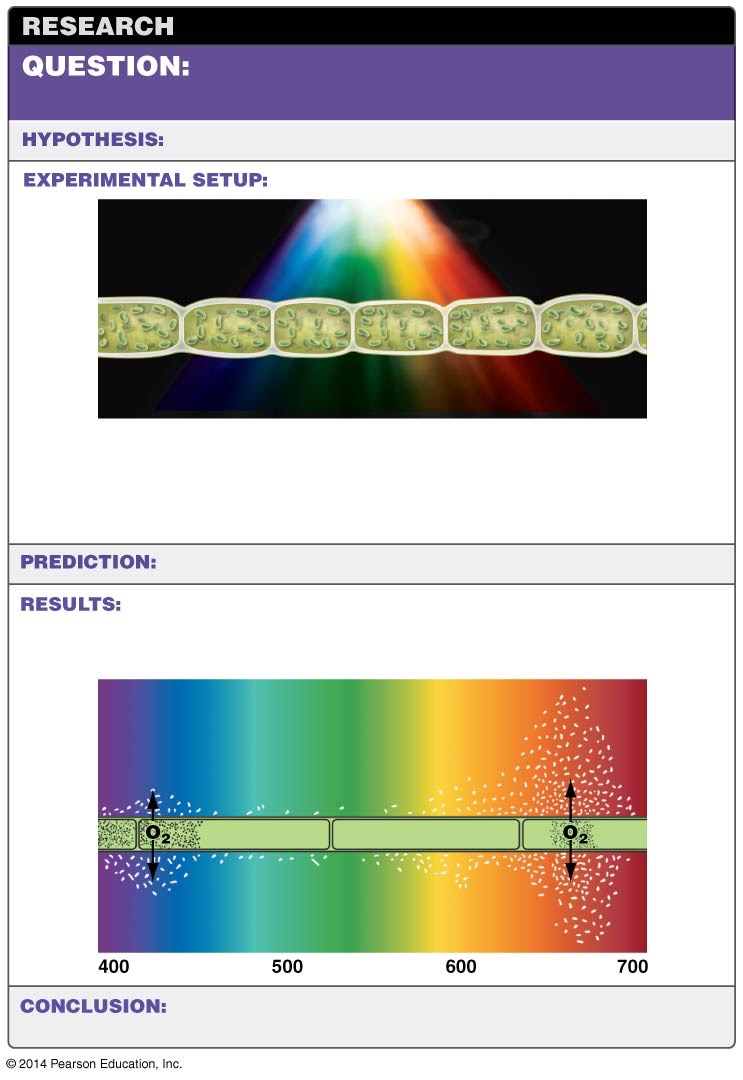 RESEARCH
QUESTION:
HYPOTHESIS:
EXPERIMENTAL SETUP:
PREDICTION:
RESULTS:
O2 O2
400 500 600 700
CONCLUSION:
© 2014 Pearson Education, Inc.